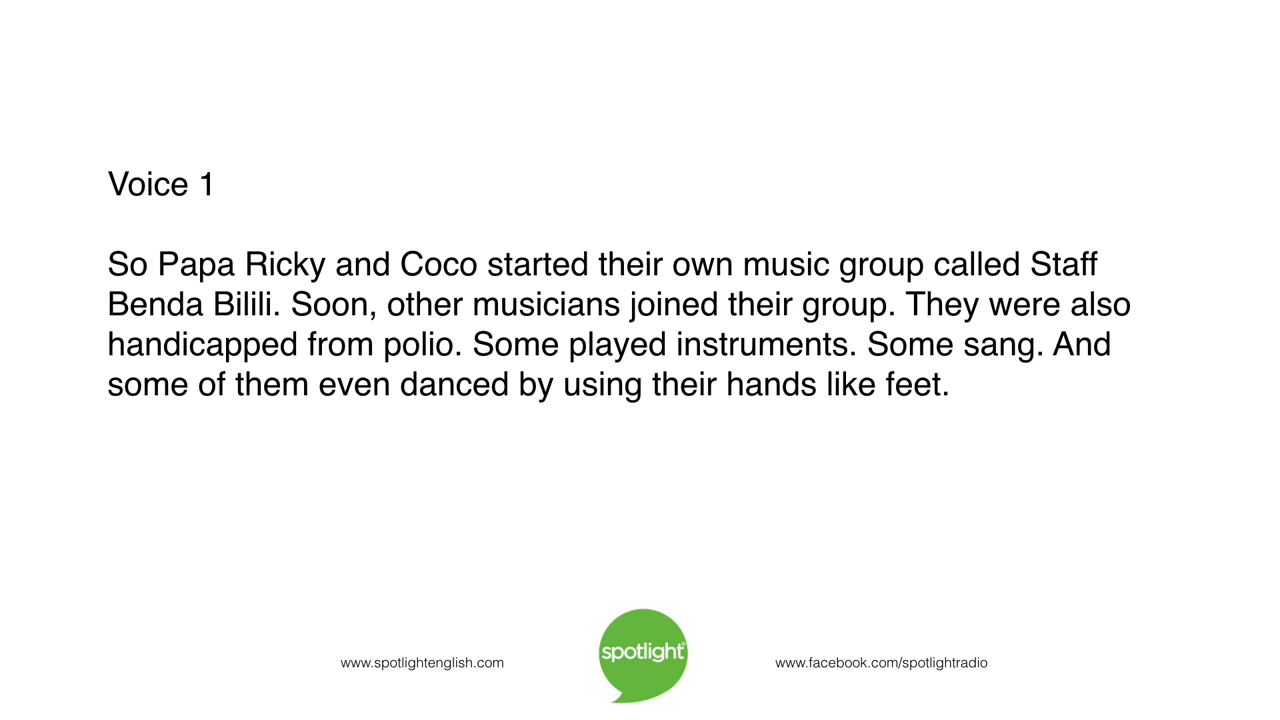 Voice 1
So Papa Ricky and Coco started their own music group called Staff
Benda Bilili. Soon, other musicians joined their group. They were also
handicapped from polio. Some played instruments. Some sang. And
some of them even danced by using their hands like feet.
www.spotlightenglish.com
spotlight®
www.facebook.com/spotlightradio